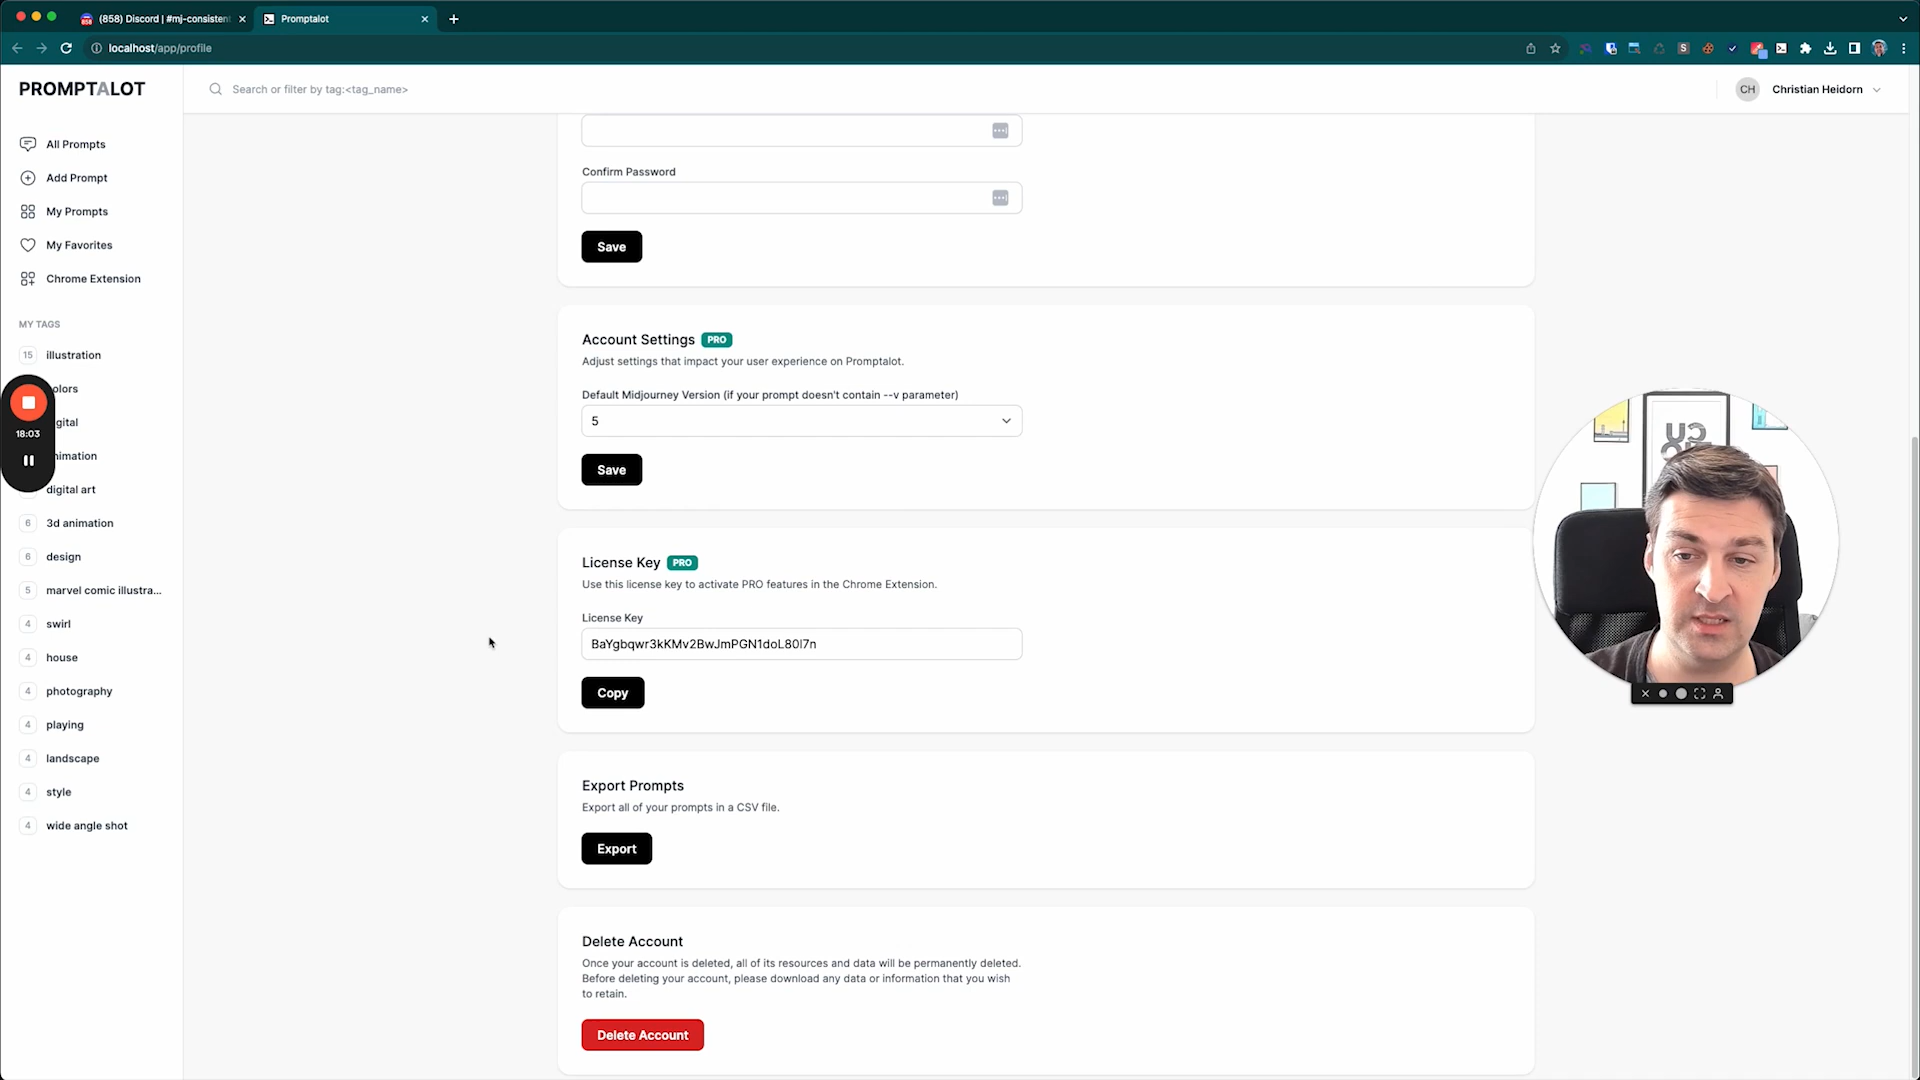 (858) Discord | #mj-consistent
Promptalot
localhost/app/profile
PROMPTALOT
Search or filter by tag:<tag_name>
CH
Christian Heidorn
All Prompts
Add Prompt
My Prompts
My Favorites
Chrome Extension
MY TAGS
15 illustration
olors
gital
nimation
digital art
6 3d animation
6 design
5 marvel comic illustra...
4 swirl
4 house
4 photography
4 playing
4 landscape
4 style
4 wide angle shot
18:03
Confirm Password
Save
Account Settings PRO
Adjust settings that impact your user experience on Promptalot.
Default Midjourney Version (if your prompt doesn't contain --v parameter)
5
Save
License Key PRO
Use this license key to activate PRO features in the Chrome Extension.
License Key
BaYgbqwr3kKMv2BwJmPGN1doL80l7n
Copy
Export Prompts
Export all of your prompts in a CSV file.
Export
Delete Account
Once your account is deleted, all of its resources and data will be permanently deleted.
Before deleting your account, please download any data or information that you wish
to retain.
Delete Account